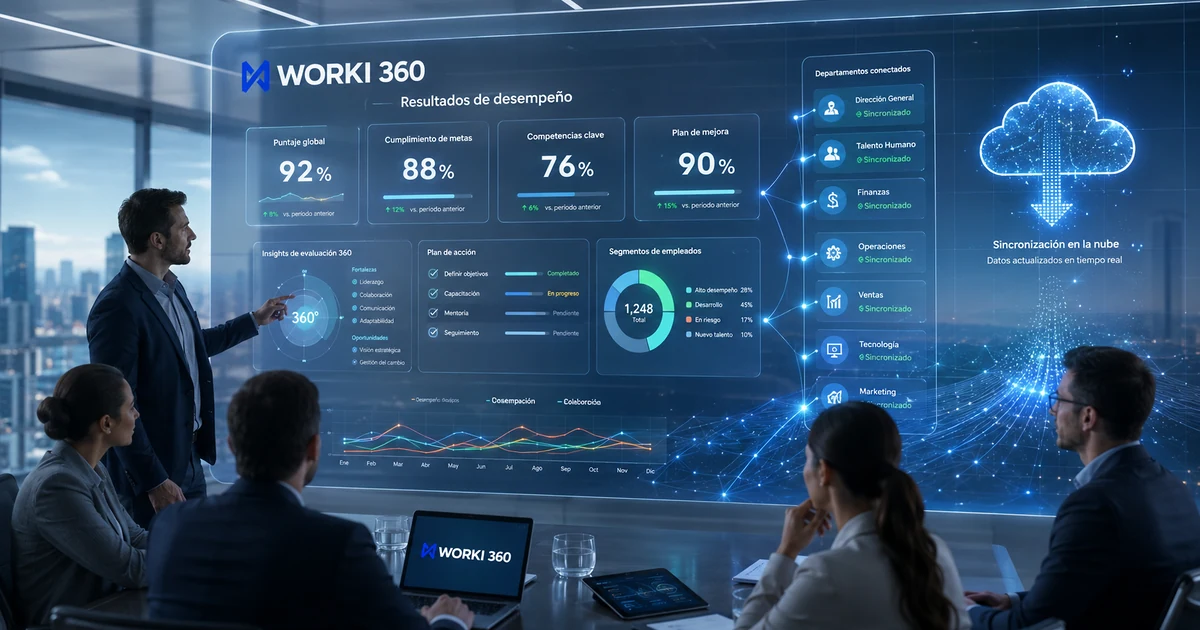 WORKI 360
Resultados de desempeño
Puntaje global
92%
↑ 8% vs. período anterior
Cumplimiento de metas
88%
↑ 12% vs. período anterior
Competencias clave
76%
↑ 6% vs. período anterior
Plan de mejora
90%
↑ 15% vs. período anterior
Insights de evaluación 360
360°
Fortalezas
Liderazgo
Colaboración
Comunicación
Adaptabilidad
Oportunidades
Visión estratégica
Gestión del cambio
Plan de acción
Definir objetivos Completado
Capacitación En progreso
Mentoría Pendiente
Seguimiento Pendiente
Segmentos de empleados
1,248
Total
Alto desempeño 28%
Desarrollo 45%
En riesgo 17%
Nuevo talento 10%
Cosempación
Colaborción
Ene Feb Mar Abr May Jun Jul Ago Sep Oct Nov Dic
Departamentos conectados
Dirección General
Sincronizado
Talento Humano
Sincronizado
Finanzas
Sincronizado
Operaciones
Sincronizado
Ventas
Sincronizado
Tecnología
Sincronizado
Marketing
Sincronización en la nube
Datos actualizados en tiempo real
WORKI 360